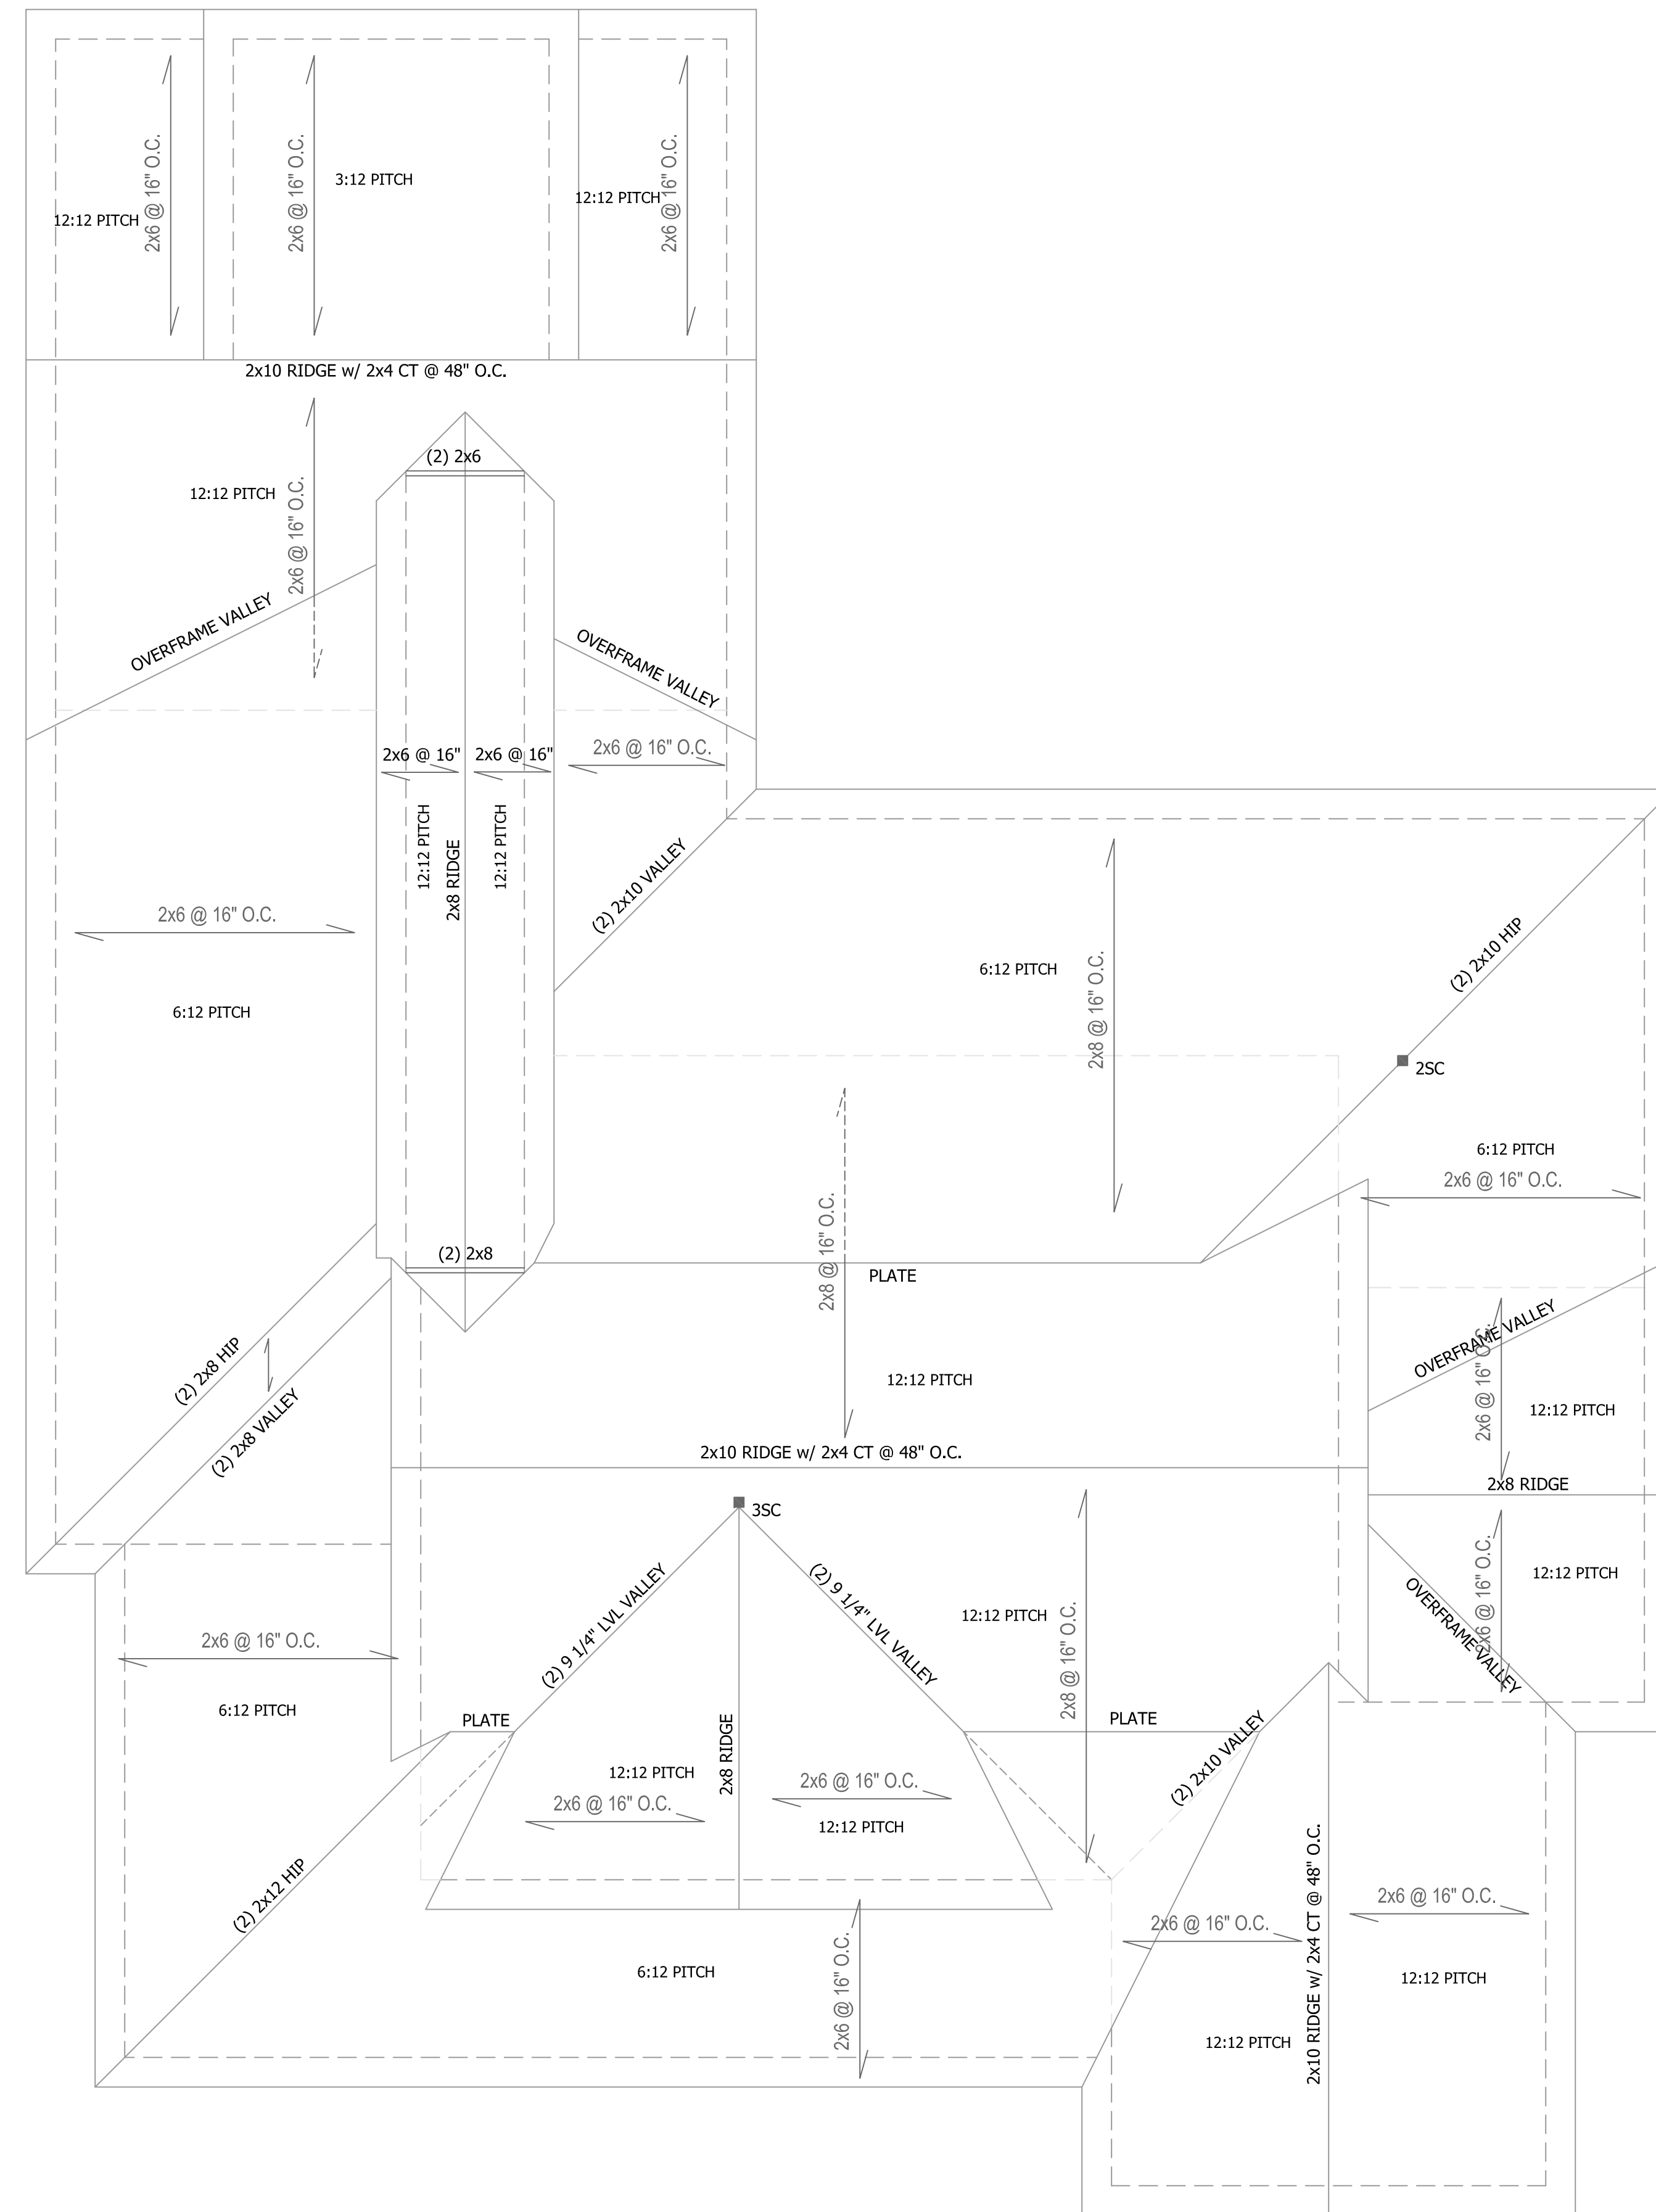 2x6 @ 16" O.C.
12:12 PITCH
2x6 @ 16" O.C.
3:12 PITCH
12:12 PITCH
2x6 @ 16" O.C.
2x10 RIDGE w/ 2x4 CT @ 48" O.C.
(2) 2x6
12:12 PITCH
2x6 @ 16" O.C.
OVERFRAME VALLEY
OVERFRAME VALLEY
2x6 @ 16"
2x6 @ 16"
2x6 @ 16" O.C.
12:12 PITCH
2x8 RIDGE
12:12 PITCH
(2) 2x10 VALLEY
2x6 @ 16" O.C.
6:12 PITCH
6:12 PITCH
2x8 @ 16" O.C.
(2) 2x10 HIP
2SC
6:12 PITCH
2x6 @ 16" O.C.
(2) 2x8
2x8 @ 16" O.C.
PLATE
(2) 2x8 HIP
(2) 2x8 VALLEY
12:12 PITCH
OVERFRAME VALLEY
2x6 @ 16" O.C.
12:12 PITCH
2x10 RIDGE w/ 2x4 CT @ 48" O.C.
2x8 RIDGE
3SC
(2) 9 1/4" LVL VALLEY
(2) 9 1/4" LVL VALLEY
12:12 PITCH
2x8 @ 16" O.C.
OVERFRAME VALLEY
2x6 @ 16" O.C.
12:12 PITCH
2x6 @ 16" O.C.
6:12 PITCH
PLATE
2x8 RIDGE
PLATE
(2) 2x10 VALLEY
12:12 PITCH
2x6 @ 16" O.C.
2x6 @ 16" O.C.
12:12 PITCH
(2) 2x12 HIP
6:12 PITCH
2x6 @ 16" O.C.
2x6 @ 16" O.C.
12:12 PITCH
2x10 RIDGE w/ 2x4 CT @ 48" O.C.
2x6 @ 16" O.C.
12:12 PITCH